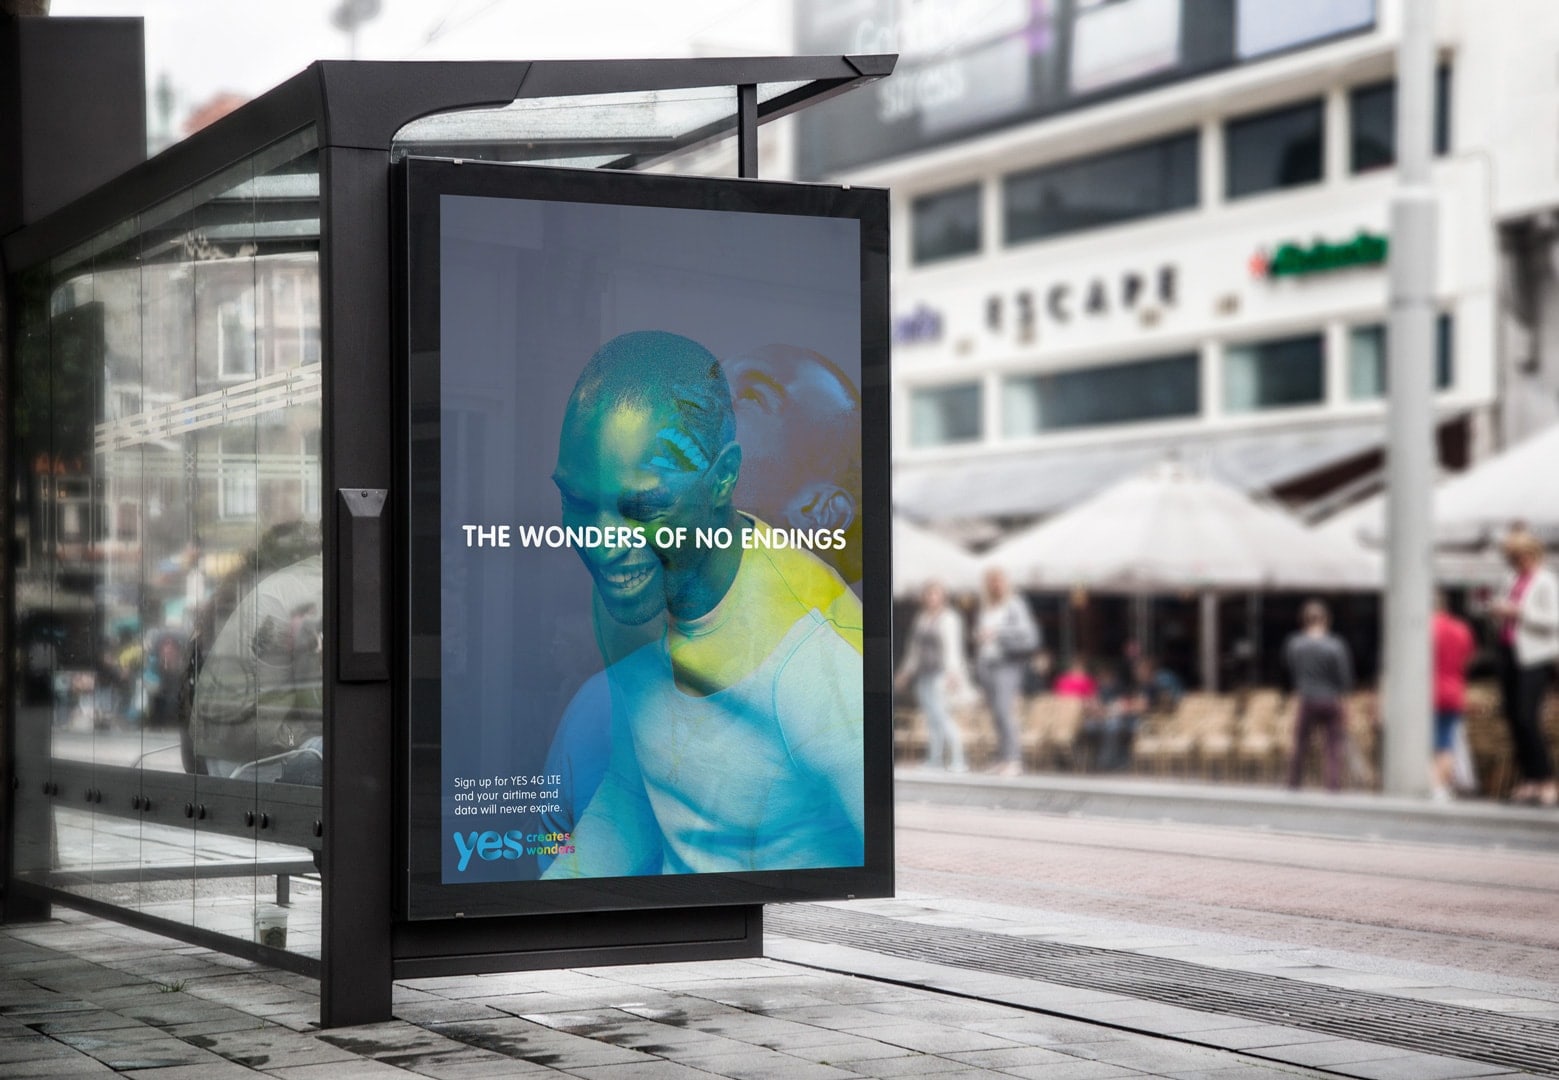 THE WONDERS OF NO ENDINGS
Sign up for YES 4G LTE
and your airtime and
data will never expire.
yes creates
wonders
ESCAPE
Heineken